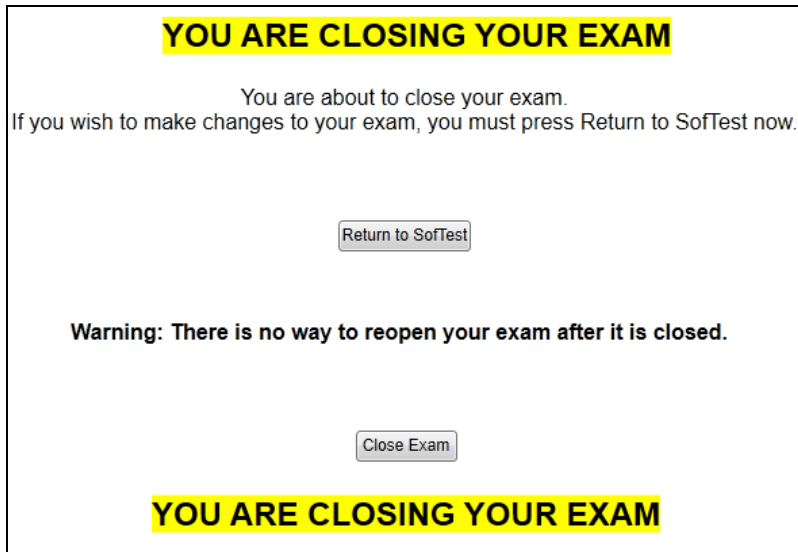 YOU ARE CLOSING YOUR EXAM
You are about to close your exam.
If you wish to make changes to your exam, you must press Return to SofTest now.
Return to SofTest
Warning: There is no way to reopen your exam after it is closed.
Close Exam
YOU ARE CLOSING YOUR EXAM